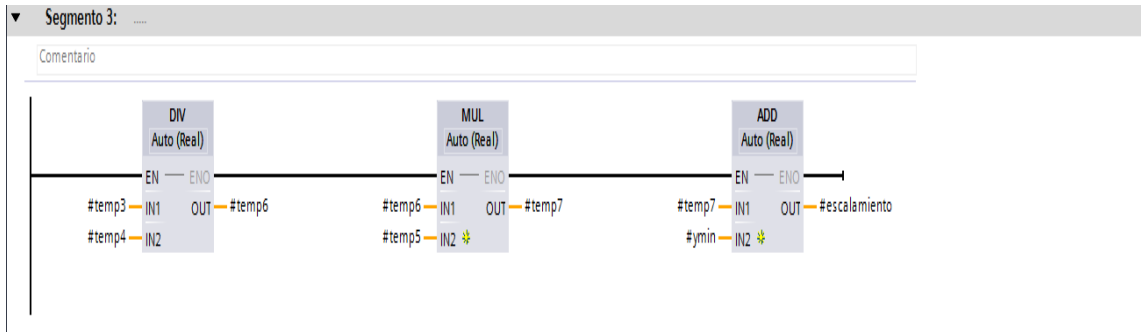 Segmento 3: .....
Comentario
DIV MUL ADD
Auto (Real) Auto (Real) Auto (Real)
EN ENO EN ENO EN ENO
#temp3 IN1 OUT #temp6 #temp6 IN1 OUT #temp7 #temp7 IN1 OUT #escalamiento
#temp4 IN2 #temp5 IN2 #ymin IN2